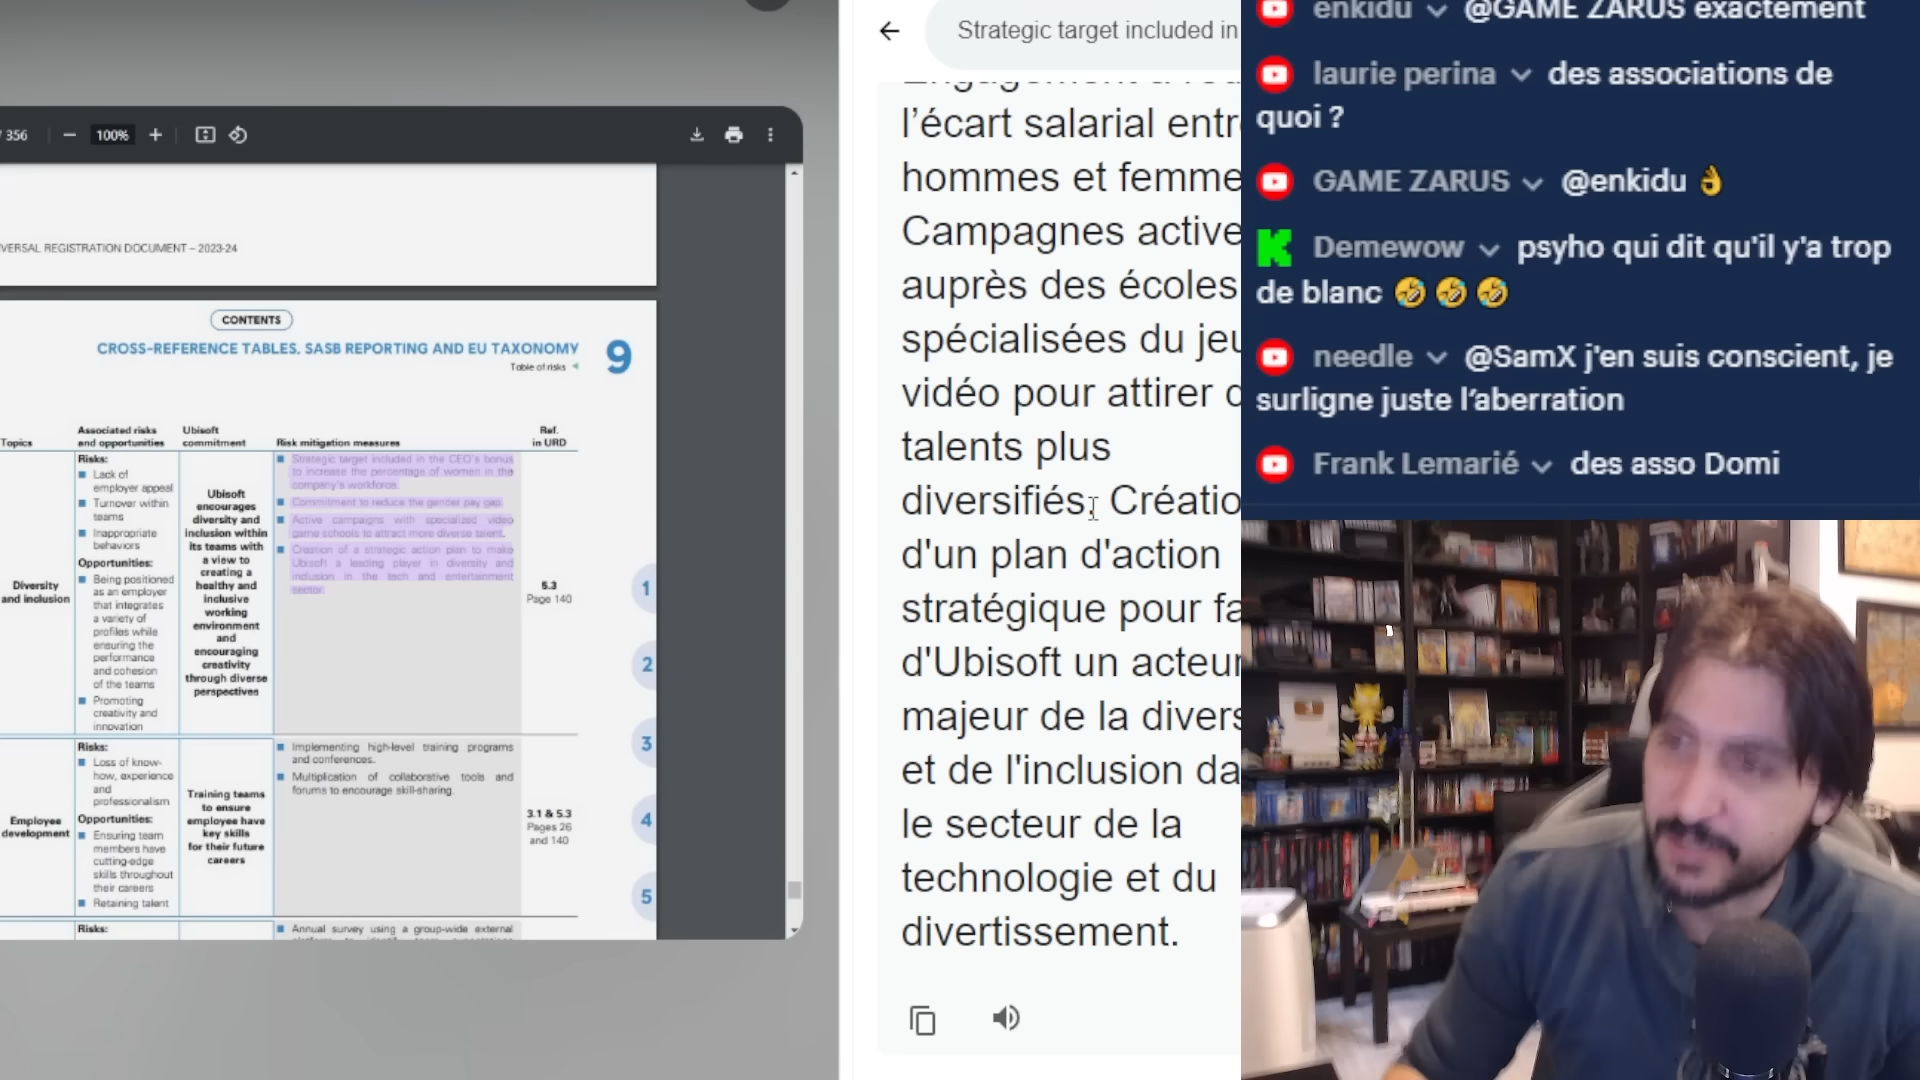 / 356
100%
VERSAL REGISTRATION DOCUMENT – 2023-24
CONTENTS
CROSS-REFERENCE TABLES, SASB REPORTING AND EU TAXONOMY
9
Table of risks
Topics
Associated risks
and opportunities
Ubisoft
commitment
Risk mitigation measures
Ref.
in URD
Diversity
and inclusion
Risks:
Lack of
employer appeal
Turnover within
teams
Inappropriate
behaviors
Opportunities:
Being positioned
as an employer
that integrates
a variety of
profiles while
ensuring the
performance
and cohesion
of the teams
Promoting
creativity and
innovation
Ubisoft
encourages
diversity and
inclusion within
its teams with
a view to
creating a
healthy and
inclusive
working
environment
and
encouraging
creativity
through diverse
perspectives
Strategic target included in the CEO's bonus
to increase the percentage of women in the
company's workforce.
Commitment to reduce the gender pay gap.
Active campaigns with specialized video
game schools to attract more diverse talent.
Creation of a strategic action plan to make
Ubisoft a leading player in diversity and
inclusion in the tech and entertainment
sector.
5.3
Page 140
Employee
development
Risks:
Loss of know-
how, experience
and
professionalism
Opportunities:
Ensuring team
members have
cutting-edge
skills throughout
their careers
Retaining talent
Training teams
to ensure
employee have
key skills
for their future
careers
Implementing high-level training programs
and conferences.
Multiplication of collaborative tools and
forums to encourage skill-sharing.
3.1 & 5.3
Pages 26
and 140
Risks:
Annual survey using a group-wide external
1
2
3
4
5
Strategic target included in
l'écart salarial entr
hommes et femme
Campagnes active
auprès des écoles
spécialisées du jeu
vidéo pour attirer d
talents plus
diversifiés. Créatio
d'un plan d'action
stratégique pour fa
d'Ubisoft un acteur
majeur de la divers
et de l'inclusion da
le secteur de la
technologie et du
divertissement.
enkidu @GAME ZARUS exactement
laurie perina des associations de
quoi ?
GAME ZARUS @enkidu 👌
Demewow psyho qui dit qu'il y'a trop
de blanc 🤣 🤣 🤣
needle @SamX j'en suis conscient, je
surligne juste l’aberration
Frank Lemarié des asso Domi